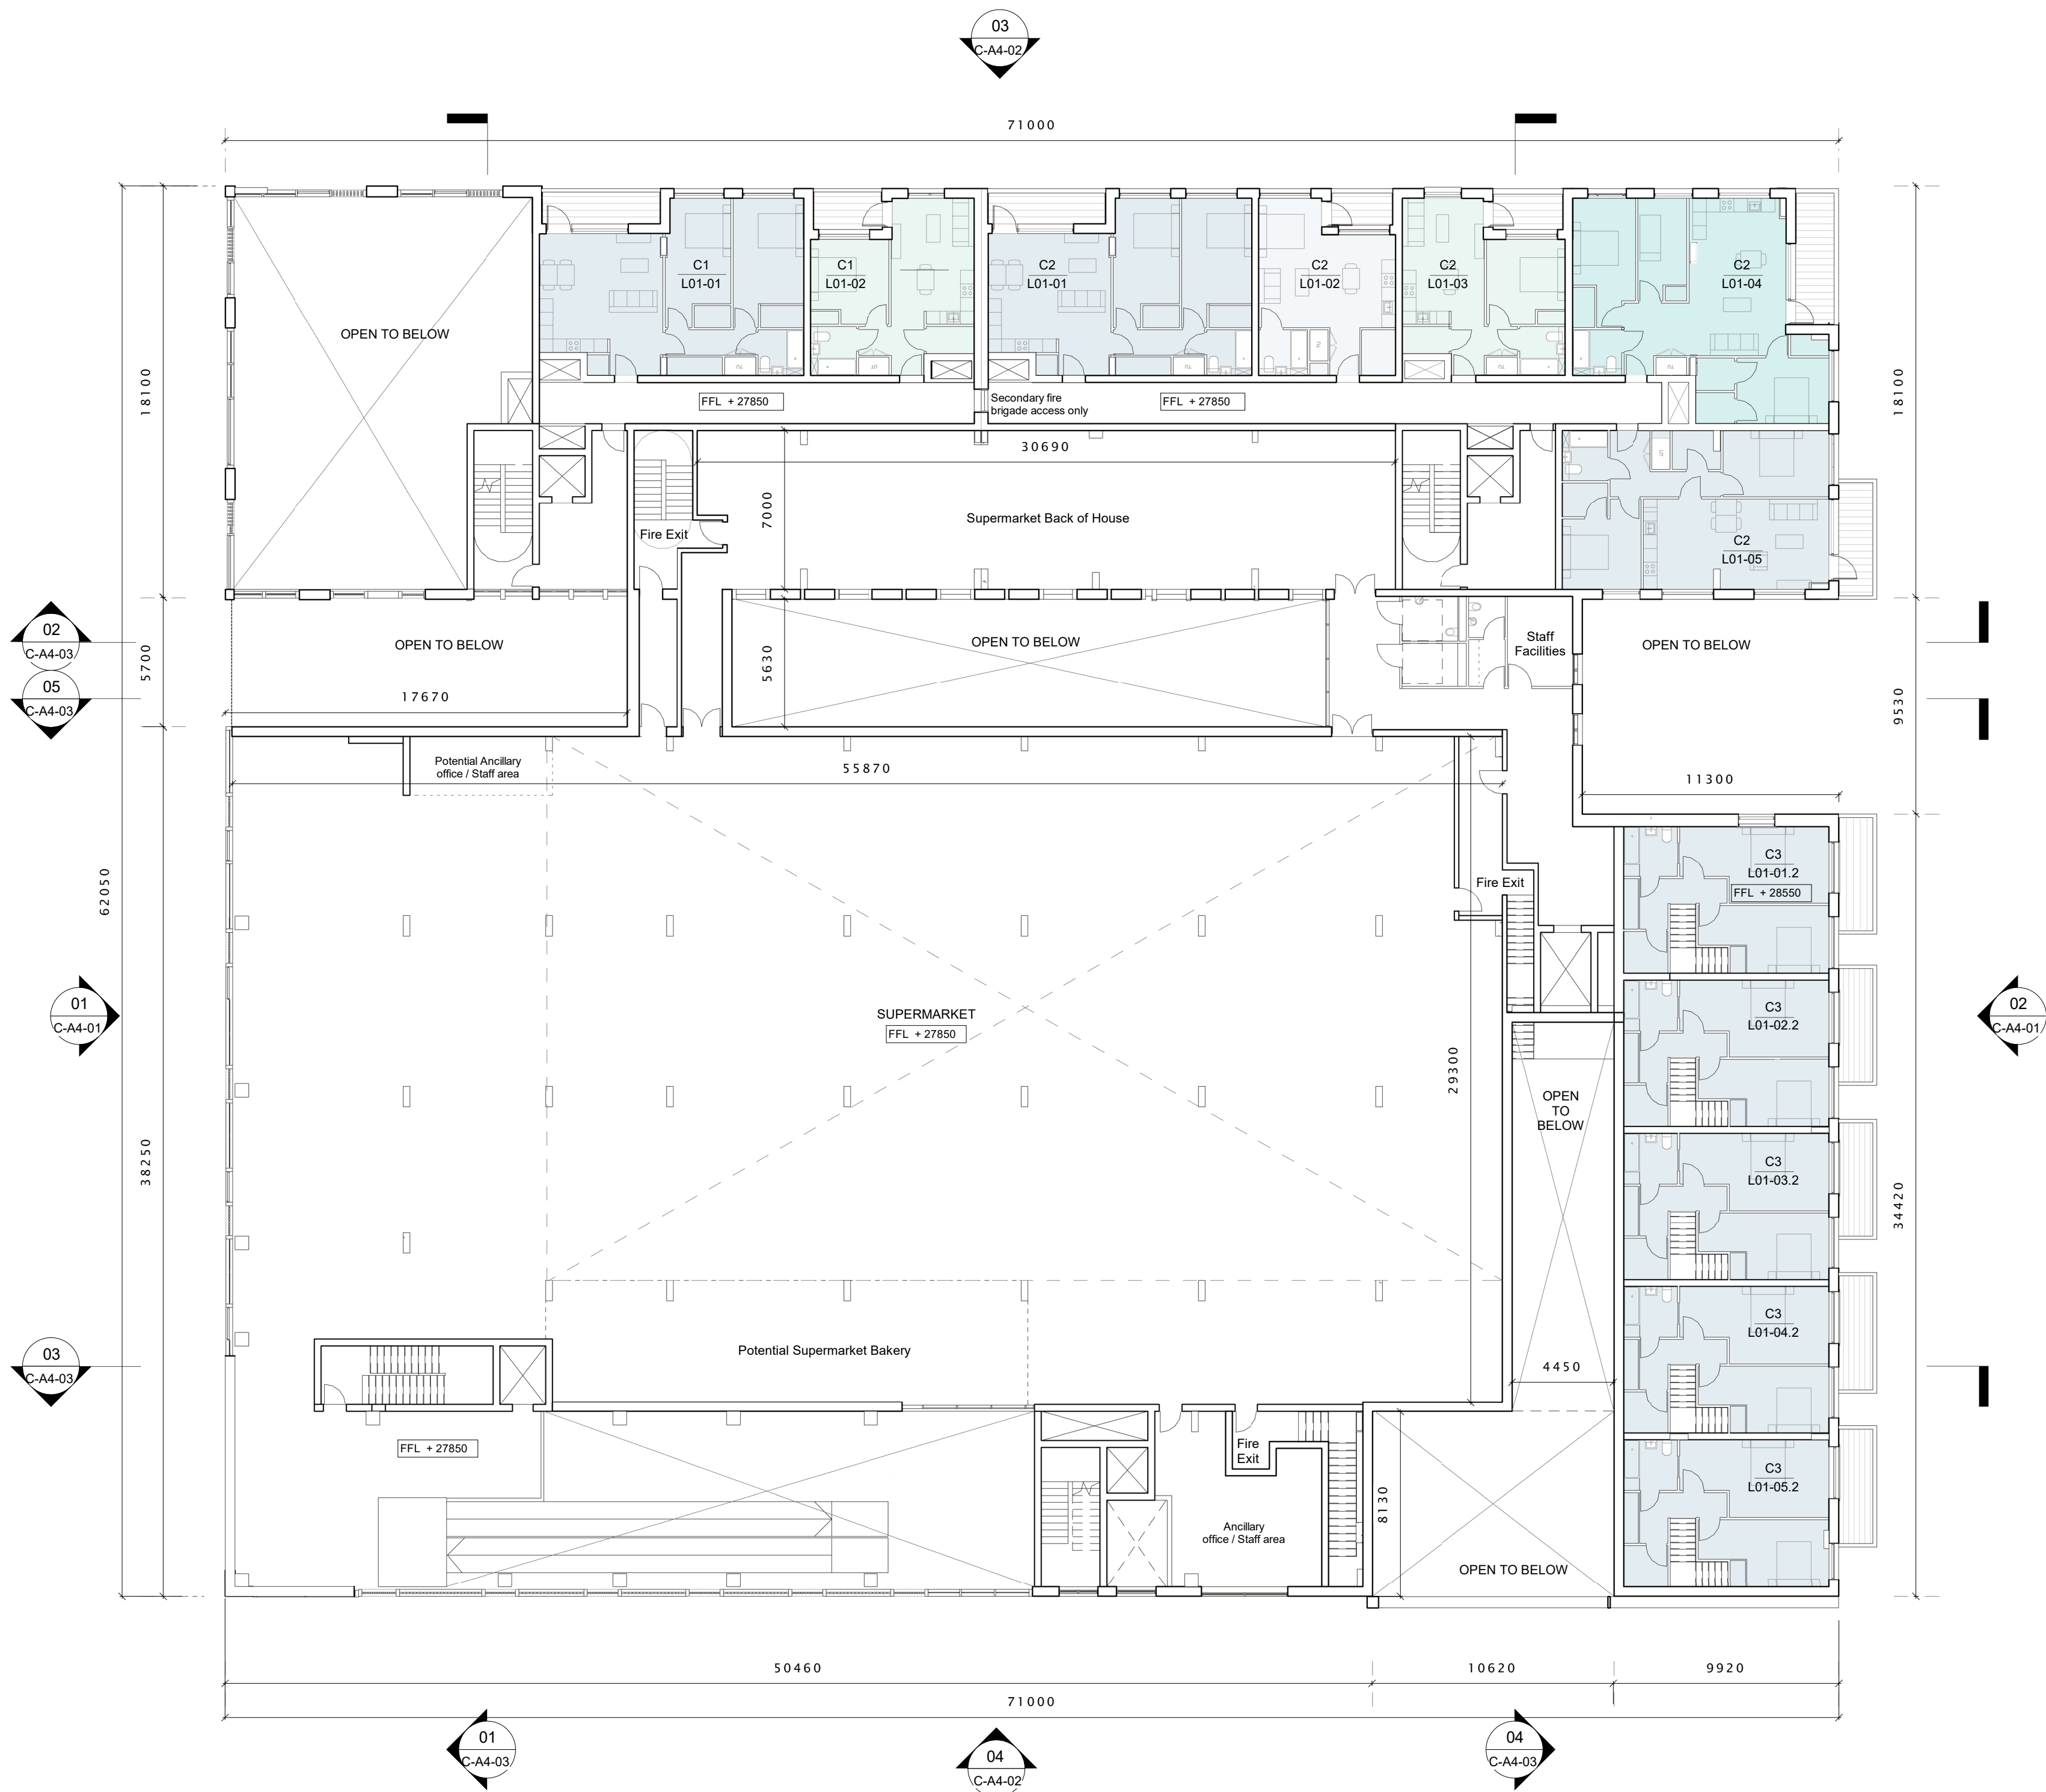 03
C-A4-02
71000
C1
L01-01
C1
L01-02
C2
L01-01
C2
L01-02
C2
L01-03
C2
L01-04
OPEN TO BELOW
18100
18100
FFL + 27850
Secondary fire
brigade access only
FFL + 27850
30690
7000
Supermarket Back of House
Fire Exit
C2
L01-05
02
C-A4-03
05
C-A4-03
5700
OPEN TO BELOW
17670
5630
OPEN TO BELOW
Staff
Facilities
OPEN TO BELOW
9530
Potential Ancillary
office / Staff area
55870
11300
62050
C3
L01-01.2
FFL + 28550
Fire Exit
01
C-A4-01
SUPERMARKET
FFL + 27850
C3
L01-02.2
02
C-A4-01
29300
OPEN
TO
BELOW
38250
C3
L01-03.2
34420
03
C-A4-03
Potential Supermarket Bakery
4450
C3
L01-04.2
FFL + 27850
Fire
Exit
8130
Ancillary
office / Staff area
OPEN TO BELOW
C3
L01-05.2
50460
10620
9920
71000
01
C-A4-03
04
C-A4-02
04
C-A4-03